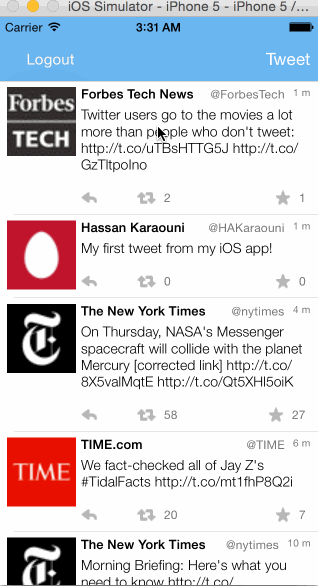 iOS Simulator - iPhone 5 - iPhone 5 /...
Carrier 3:31 AM
Logout Tweet
Forbes TECH
Forbes Tech News @ForbesTech 1 m
Twitter users go to the movies a lot
more than people who don't tweet:
http://t.co/uTBsHTTG5J http://t.co/
GzTltpoIno
2 1
Hassan Karaouni @HAKaraouni 1 m
My first tweet from my iOS app!
0 0
The New York Times @nytimes 4 m
On Thursday, NASA's Messenger
spacecraft will collide with the planet
Mercury [corrected link] http://t.co/
8X5valMqtE http://t.co/Qt5XHI5oiK
58 27
TIME
TIME.com @TIME 6 m
We fact-checked all of Jay Z's
#TidalFacts http://t.co/mt1fhP8Q2i
20 7
The New York Times @nytimes 10 m
Morning Briefing: Here's what you
need to know http://t.co/